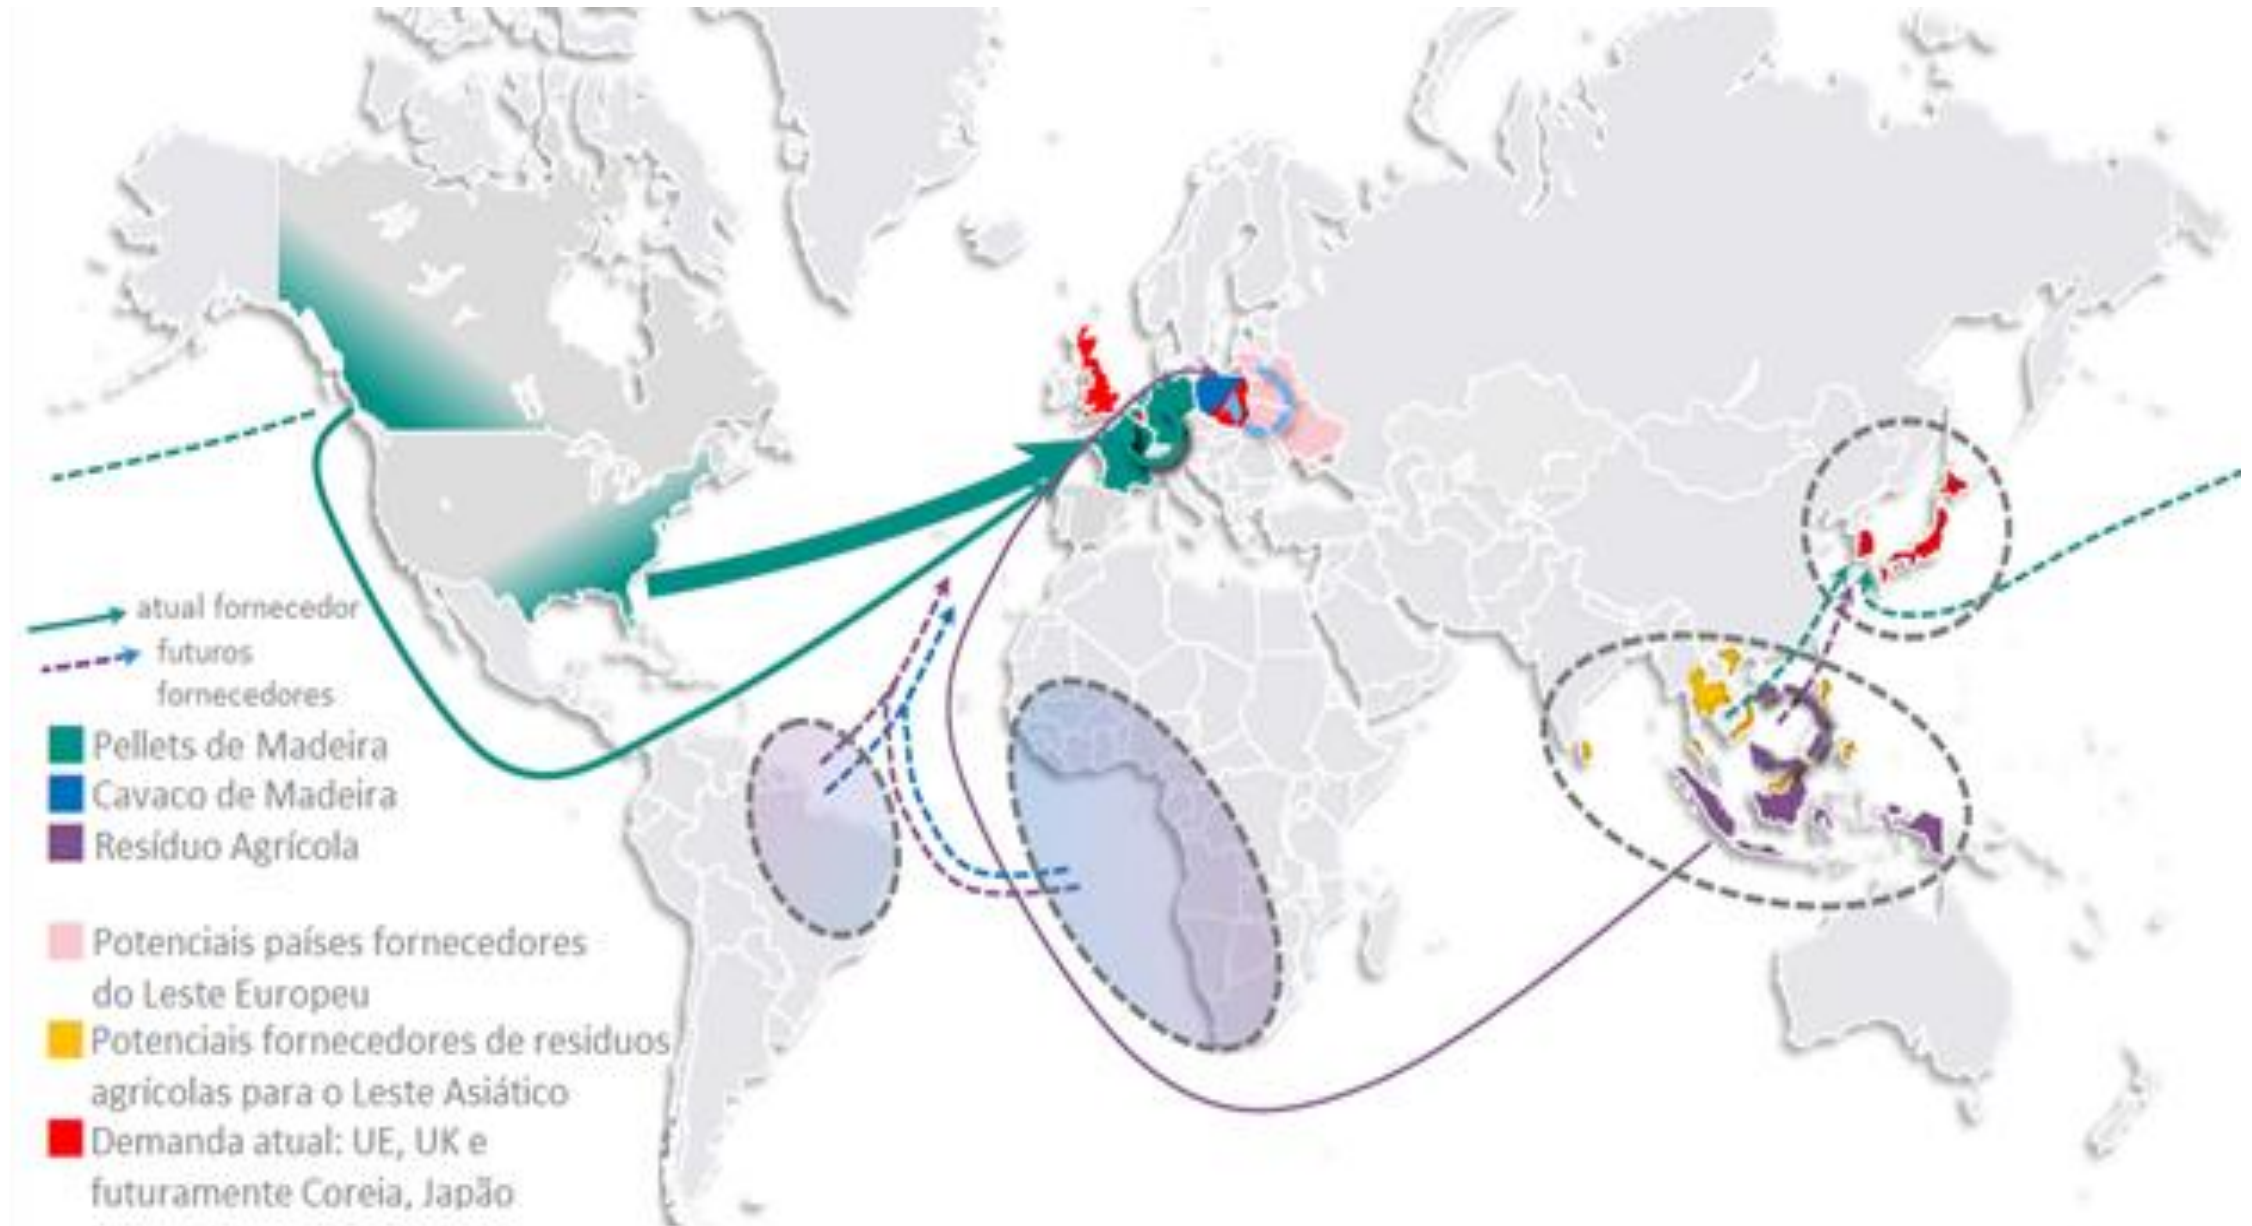 atual fornecedor
futuros
fornecedores
Pellets de Madeira
Cavaco de Madeira
Resíduo Agrícola
Potenciais países fornecedores
do Leste Europeu
Potenciais fornecedores de resíduos
agrícolas para o Leste Asiático
Demanda atual: UE, UK e
futuramente Coreia, Japão